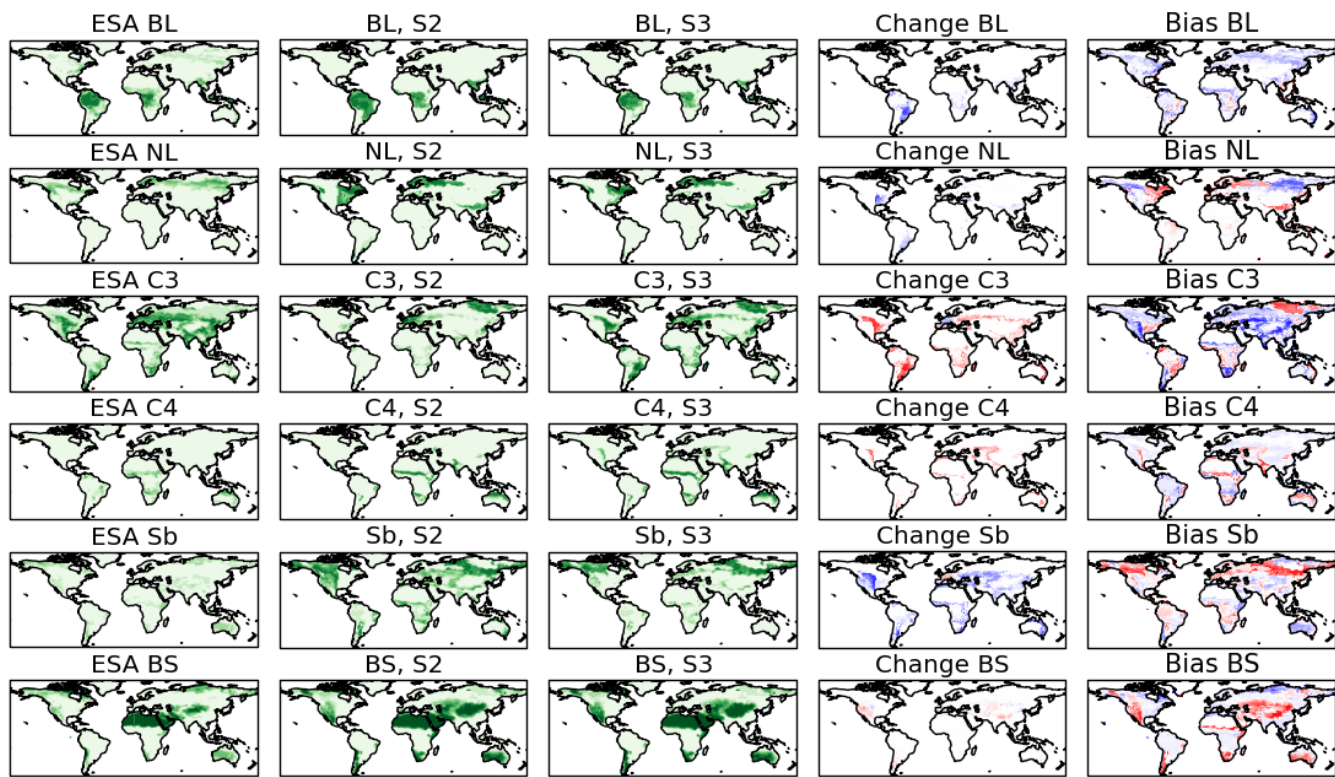 ESA BL BL, S2 BL, S3 Change BL Bias BL
ESA NL NL, S2 NL, S3 Change NL Bias NL
ESA C3 C3, S2 C3, S3 Change C3 Bias C3
ESA C4 C4, S2 C4, S3 Change C4 Bias C4
ESA Sb Sb, S2 Sb, S3 Change Sb Bias Sb
ESA BS BS, S2 BS, S3 Change BS Bias BS